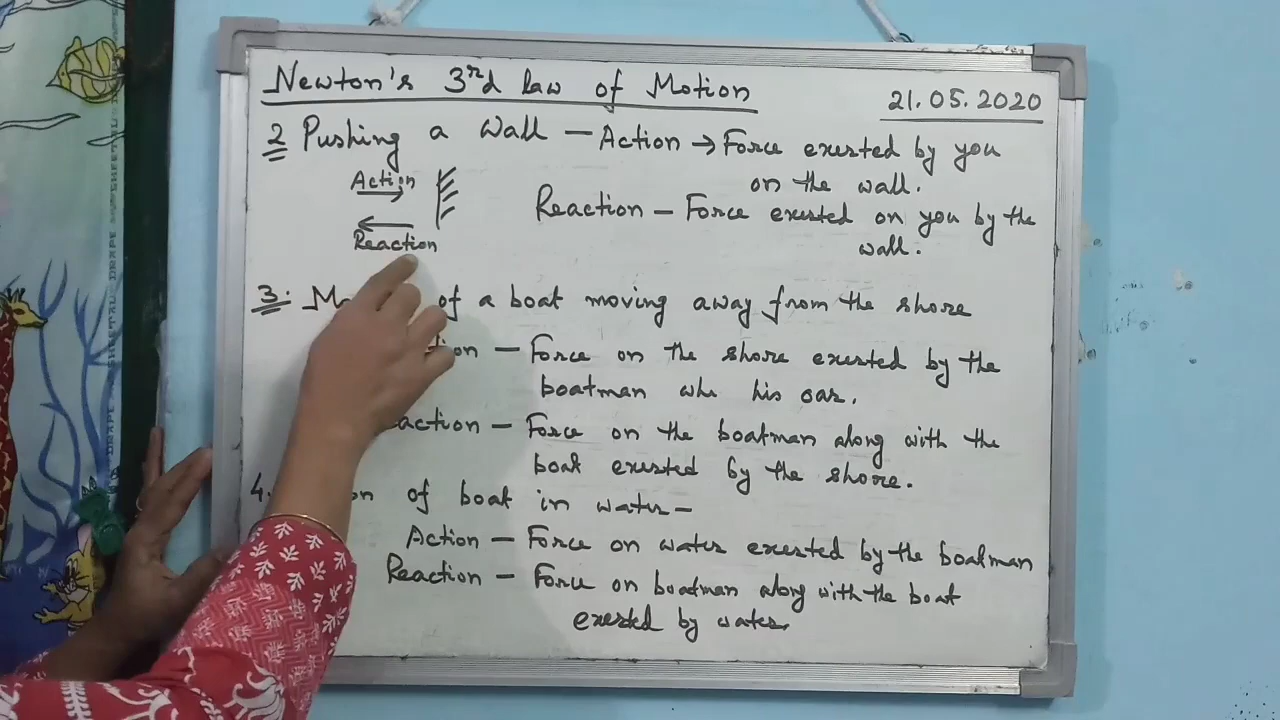 Newton's 3rd law of Motion
21.05.2020
2 Pushing a Wall – Action → Force exerted by you
on the wall.
Action
Reaction
Reaction – Force exerted on you by the
wall.
3. of a boat moving away from the shore
– Force on the shore exerted by the
boatman his oar.
– Force on the boatman along with the
boat exerted by the shore.
4. of boat in water –
Action – Force on water exerted by the boatman
Reaction – Force on boatman along with the boat
exerted by water.